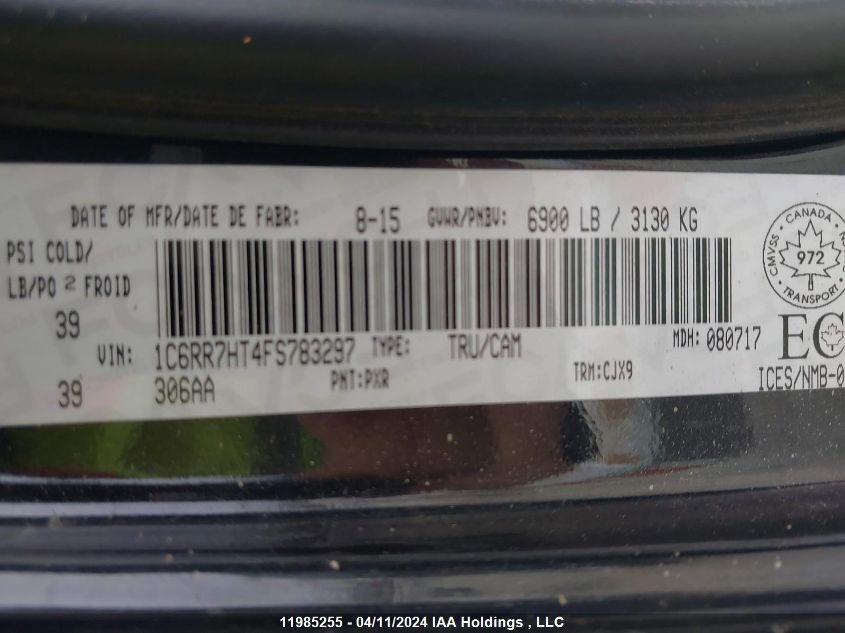 DATE OF MFR/DATE DE FABR: 8-15 GVWR/PNBV: 6900 LB / 3130 KG
PSI COLD/
LB/PO 2 FROID
39
VIN: 1C6RR7HT4FS783297 TYPE: TRU/CAM MDH: 080717
39 306AA PNT:PXR TRM:CJX9
CANADA
CMVSS
972
TRANSPORT
EC
ICES/NMB-0
11985255 - 04/11/2024 IAA Holdings , LLC